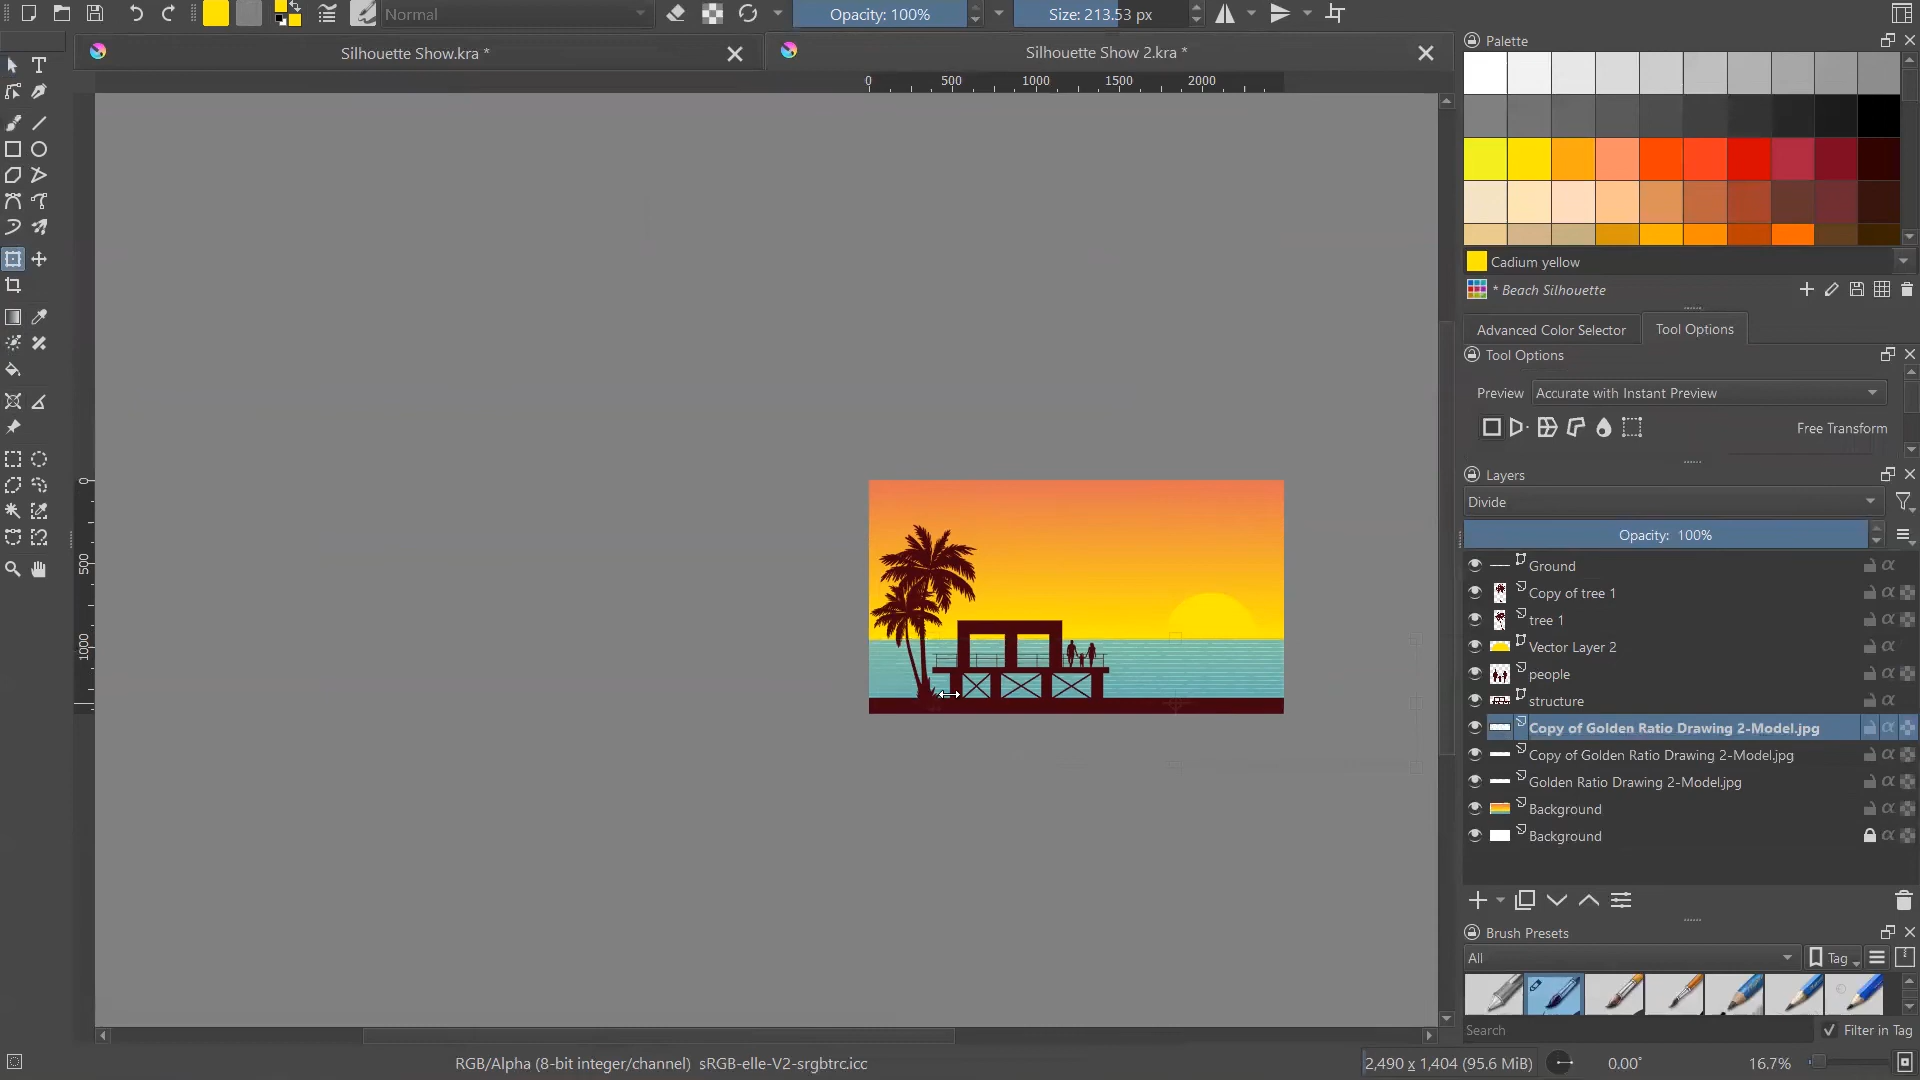 Normal
Opacity: 100%
Size: 213.53 px
Silhouette Show.kra *
Silhouette Show 2.kra *
0 500 1000 1500 2000
0
500
1000
Palette
Cadium yellow
* Beach Silhouette
Advanced Color Selector
Tool Options
Tool Options
Preview Accurate with Instant Preview
Free Transform
Layers
Divide
Opacity: 100%
Ground
Copy of tree 1
tree 1
Vector Layer 2
people
structure
Copy of Golden Ratio Drawing 2-Model.jpg
Copy of Golden Ratio Drawing 2-Model.jpg
Golden Ratio Drawing 2-Model.jpg
Background
Background
Brush Presets
All
Tag
Search
Filter in Tag
RGB/Alpha (8-bit integer/channel) sRGB-elle-V2-srgbtrc.icc
2,490 x 1,404 (95.6 MiB)
0.00°
16.7%